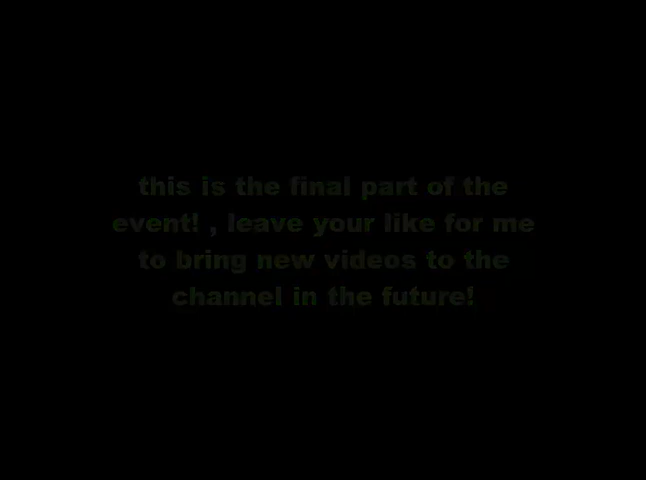 this is the final part of the
event! , leave your like for me
to bring new videos to the
channel in the future!